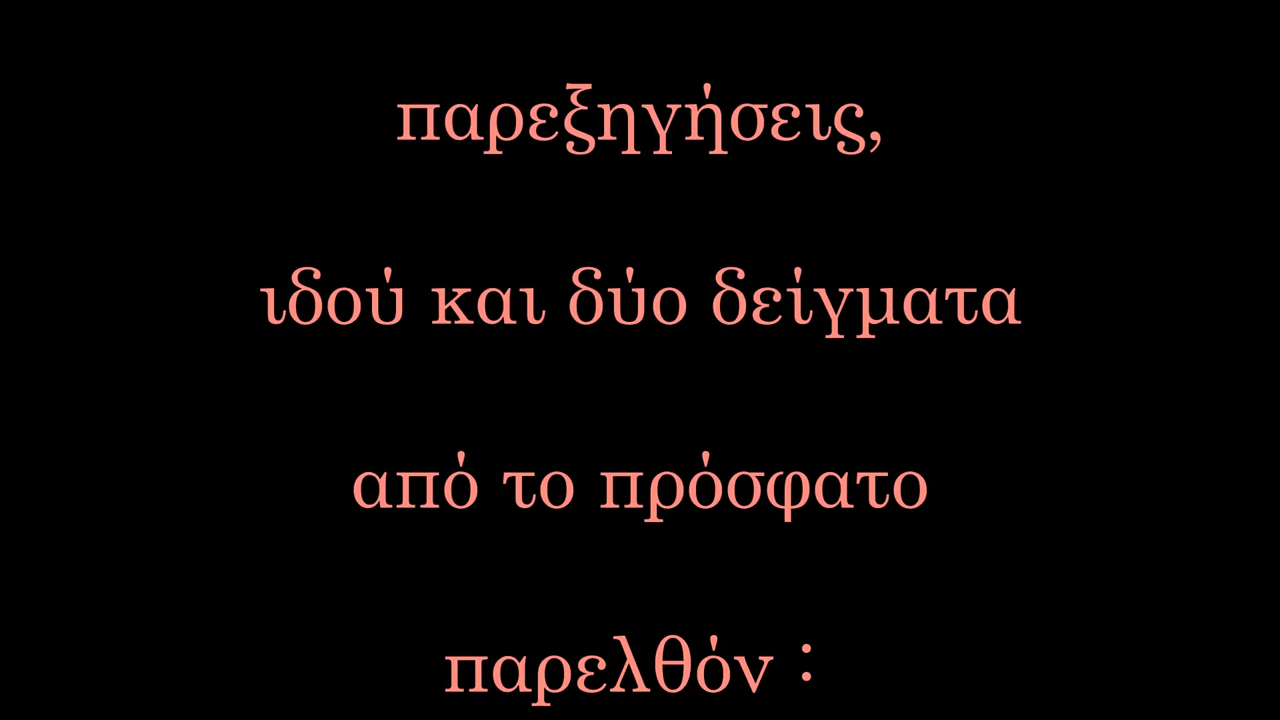 παρεξηγήσεις,
ιδού και δύο δείγματα
από το πρόσφατο
παρελθόν :